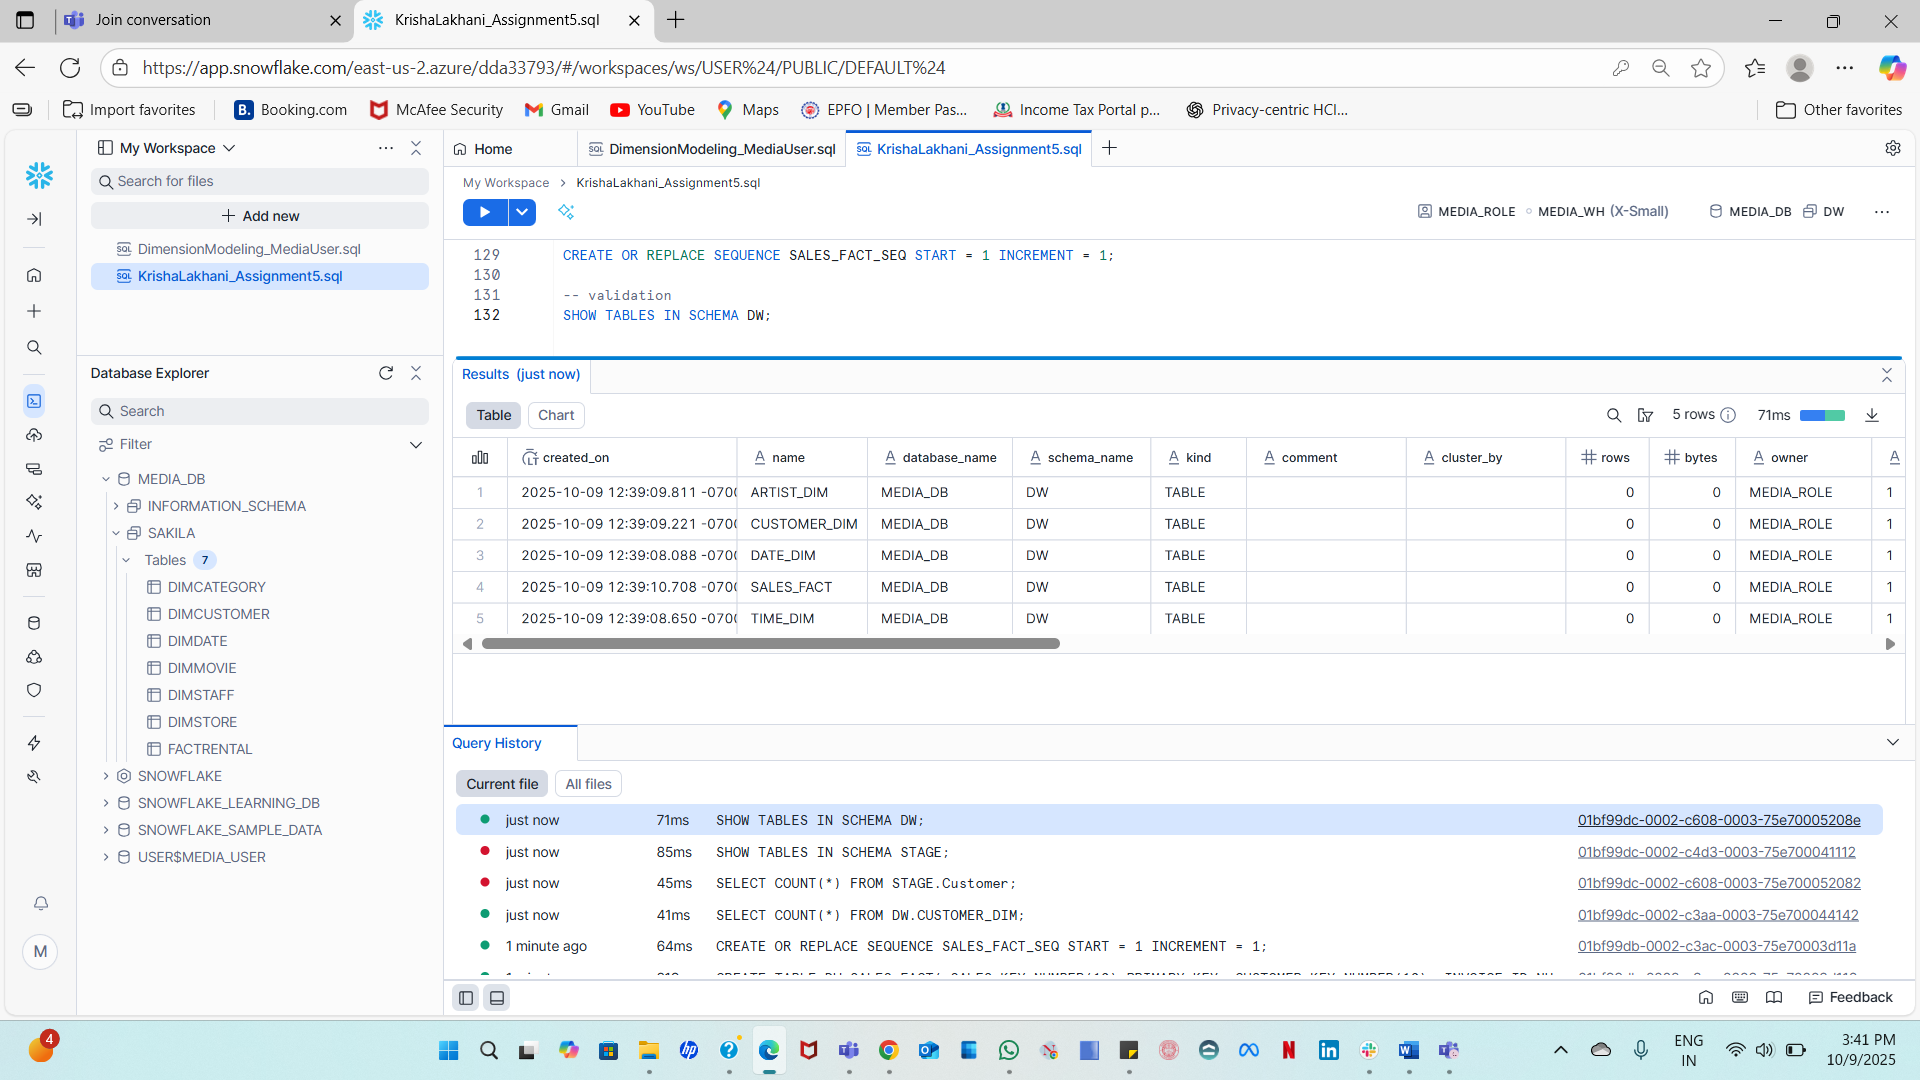 Join conversation
KrishaLakhani_Assignment5.sql
https://app.snowflake.com/east-us-2.azure/dda33793/#/workspaces/ws/USER%24/PUBLIC/DEFAULT%24
Import favorites
B. Booking.com
McAfee Security
Gmail
YouTube
Maps
EPFO | Member Pas...
Income Tax Portal p...
Privacy-centric HCI...
Other favorites
My Workspace
Search for files
Add new
SQL DimensionModeling_MediaUser.sql
SQL KrishaLakhani_Assignment5.sql
Database Explorer
Search
Filter
MEDIA_DB
INFORMATION_SCHEMA
SAKILA
Tables 7
DIMCATEGORY
DIMCUSTOMER
DIMDATE
DIMMOVIE
DIMSTAFF
DIMSTORE
FACTRENTAL
SNOWFLAKE
SNOWFLAKE_LEARNING_DB
SNOWFLAKE_SAMPLE_DATA
USER$MEDIA_USER
M
Home
SQL DimensionModeling_MediaUser.sql
SQL KrishaLakhani_Assignment5.sql
My Workspace > KrishaLakhani_Assignment5.sql
MEDIA_ROLE MEDIA_WH (X-Small) MEDIA_DB DW
129 CREATE OR REPLACE SEQUENCE SALES_FACT_SEQ START = 1 INCREMENT = 1;
130
131 -- validation
132 SHOW TABLES IN SCHEMA DW;
Results (just now)
Table Chart
5 rows 71ms
created_on name database_name schema_name kind comment cluster_by rows bytes owner
1 2025-10-09 12:39:09.811 -070 ARTIST_DIM MEDIA_DB DW TABLE 0 0 MEDIA_ROLE 1
2 2025-10-09 12:39:09.221 -070 CUSTOMER_DIM MEDIA_DB DW TABLE 0 0 MEDIA_ROLE 1
3 2025-10-09 12:39:08.088 -070 DATE_DIM MEDIA_DB DW TABLE 0 0 MEDIA_ROLE 1
4 2025-10-09 12:39:10.708 -070 SALES_FACT MEDIA_DB DW TABLE 0 0 MEDIA_ROLE 1
5 2025-10-09 12:39:08.650 -070 TIME_DIM MEDIA_DB DW TABLE 0 0 MEDIA_ROLE 1
Query History
Current file All files
just now 71ms SHOW TABLES IN SCHEMA DW; 01bf99dc-0002-c608-0003-75e70005208e
just now 85ms SHOW TABLES IN SCHEMA STAGE; 01bf99dc-0002-c4d3-0003-75e700041112
just now 45ms SELECT COUNT(*) FROM STAGE.Customer; 01bf99dc-0002-c608-0003-75e700052082
just now 41ms SELECT COUNT(*) FROM DW.CUSTOMER_DIM; 01bf99dc-0002-c3aa-0003-75e700044142
1 minute ago 64ms CREATE OR REPLACE SEQUENCE SALES_FACT_SEQ START = 1 INCREMENT = 1; 01bf99db-0002-c3ac-0003-75e70003d11a
Feedback
4
ENG
IN
3:41 PM
10/9/2025